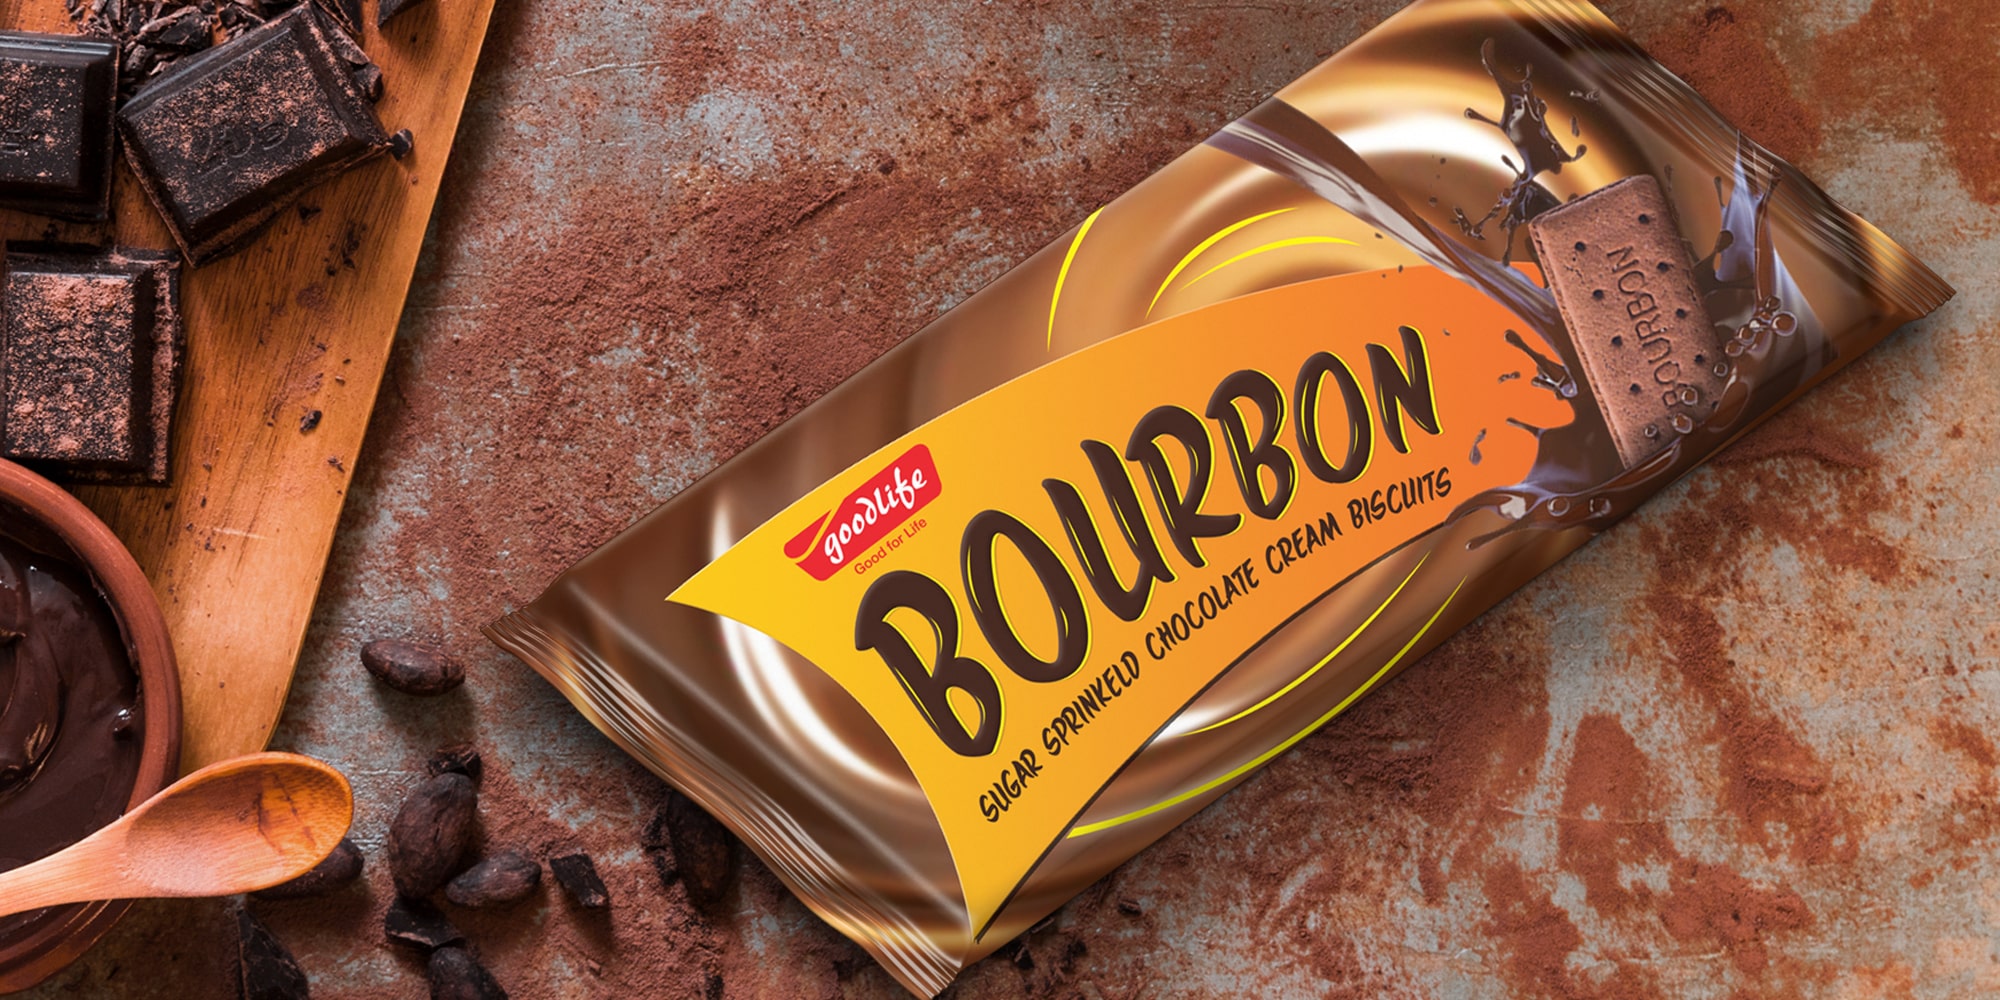 goodlife
Good for Life
BOURBON
SUGAR SPRINKELD CHOCOLATE CREAM BISCUITS
BOURBON